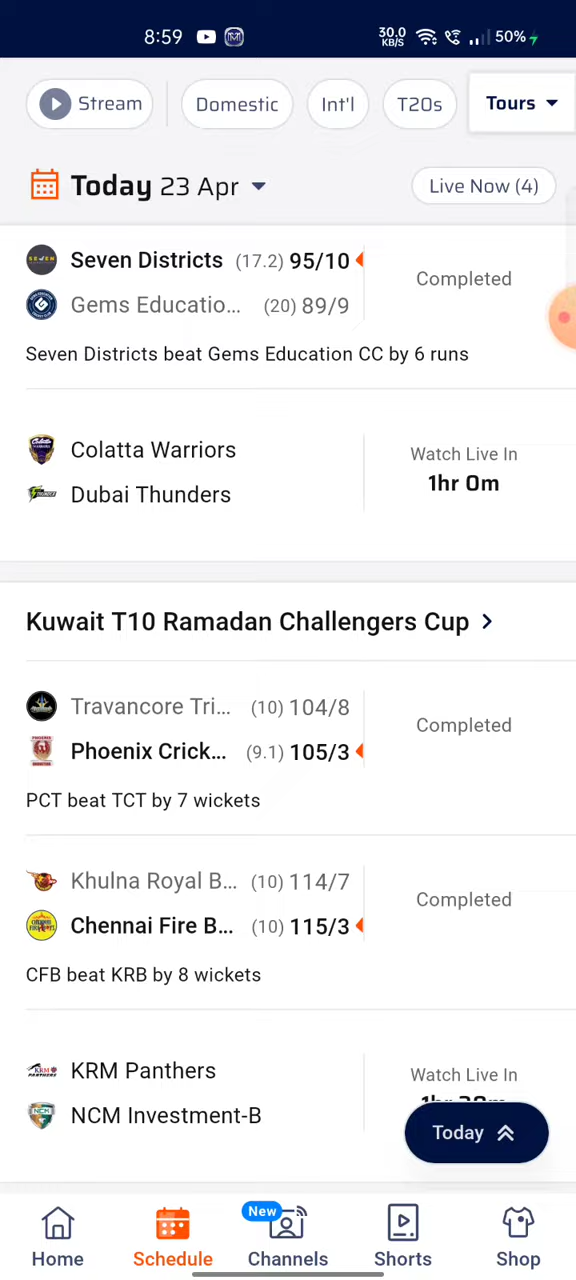 8:59 30.0 KB/S 50%
Stream Domestic Int'l T20s Tours
Today 23 Apr Live Now (4)
Seven Districts (17.2) 95/10
Completed
Gems Educatio... (20) 89/9
Seven Districts beat Gems Education CC by 6 runs
Colatta Warriors
Watch Live In
1hr 0m
Dubai Thunders
Kuwait T10 Ramadan Challengers Cup
Travancore Tri... (10) 104/8
Completed
Phoenix Crick... (9.1) 105/3
PCT beat TCT by 7 wickets
Khulna Royal B... (10) 114/7
Completed
Chennai Fire B... (10) 115/3
CFB beat KRB by 8 wickets
KRM Panthers
Watch Live In
NCM Investment-B
Today
New
Home Schedule Channels Shorts Shop